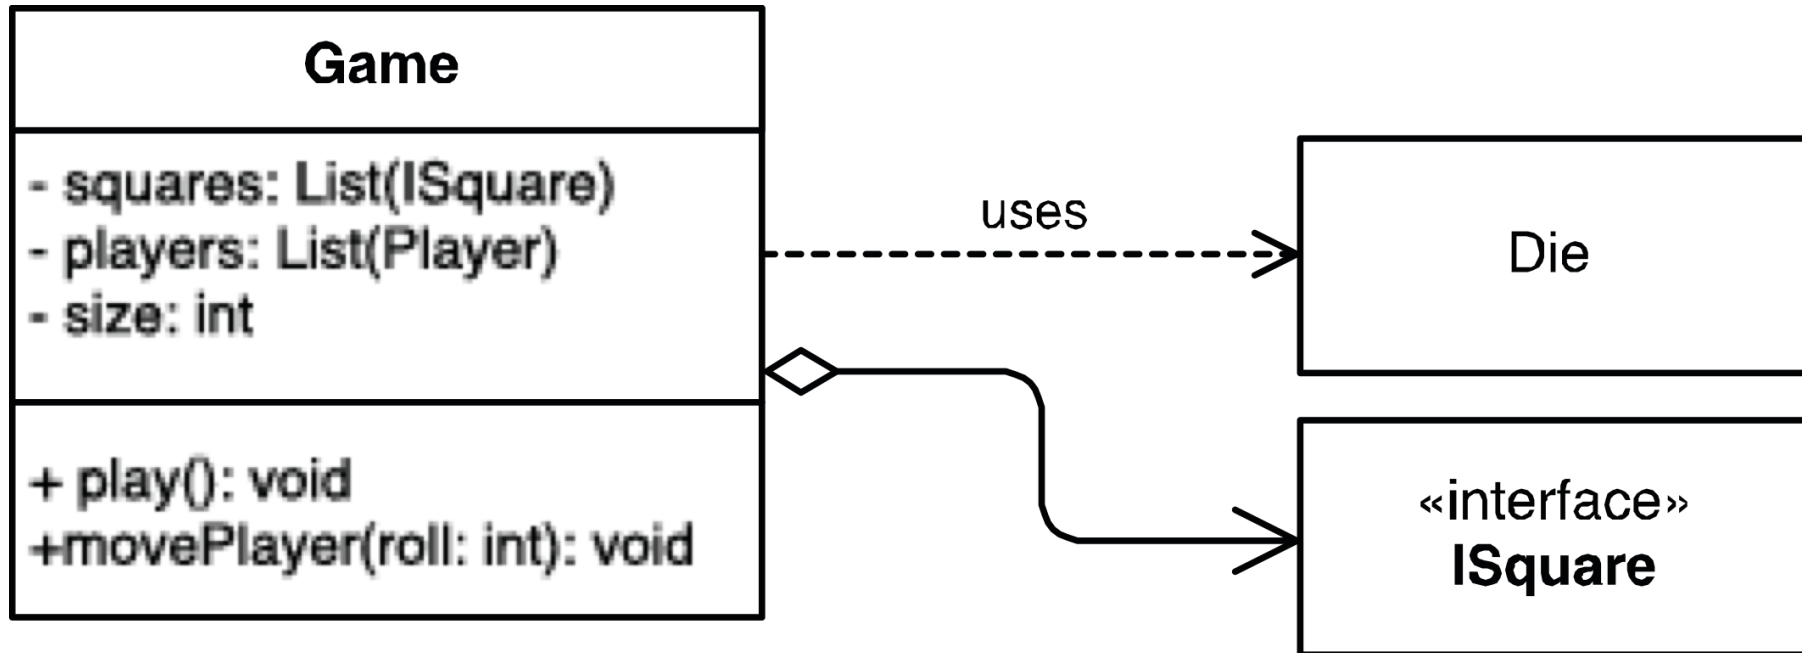 Game
- squares: List(ISquare)
- players: List(Player)
- size: int
+ play(): void
+movePlayer(roll: int): void
uses
Die
«interface»
ISquare